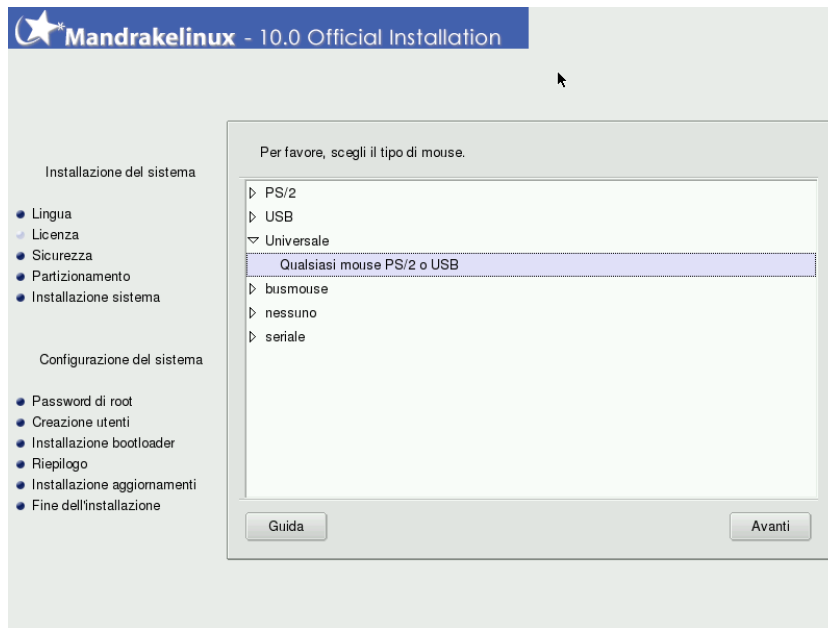 Mandrakelinux - 10.0 Official Installation
Installazione del sistema
Lingua
Licenza
Sicurezza
Partizionamento
Installazione sistema
Configurazione del sistema
Password di root
Creazione utenti
Installazione bootloader
Riepilogo
Installazione aggiornamenti
Fine dell'installazione
Per favore, scegli il tipo di mouse.
PS/2
USB
Universale
Qualsiasi mouse PS/2 o USB
busmouse
nessuno
seriale
Guida
Avanti